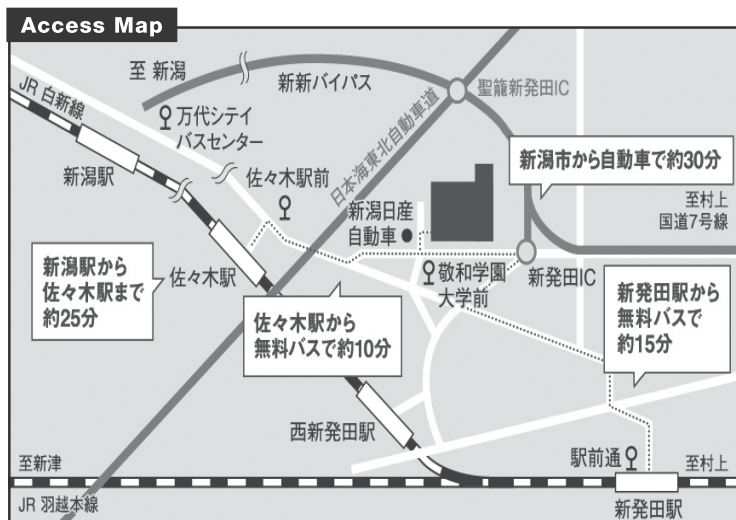 Access Map
至 新潟
新新バイパス
聖籠新発田IC
JR 白新線
万代シテイ
バスセンター
日本海東北自動車道
新潟市から自動車で約30分
新潟駅
佐々木駅前
新潟日産
自動車
至村上
国道7号線
新潟駅から
佐々木駅まで
約25分
佐々木駅
敬和学園
大学前
新発田IC
佐々木駅から
無料バスで約10分
新発田駅から
無料バスで
約15分
西新発田駅
至新津
駅前通
至村上
JR 羽越本線
新発田駅